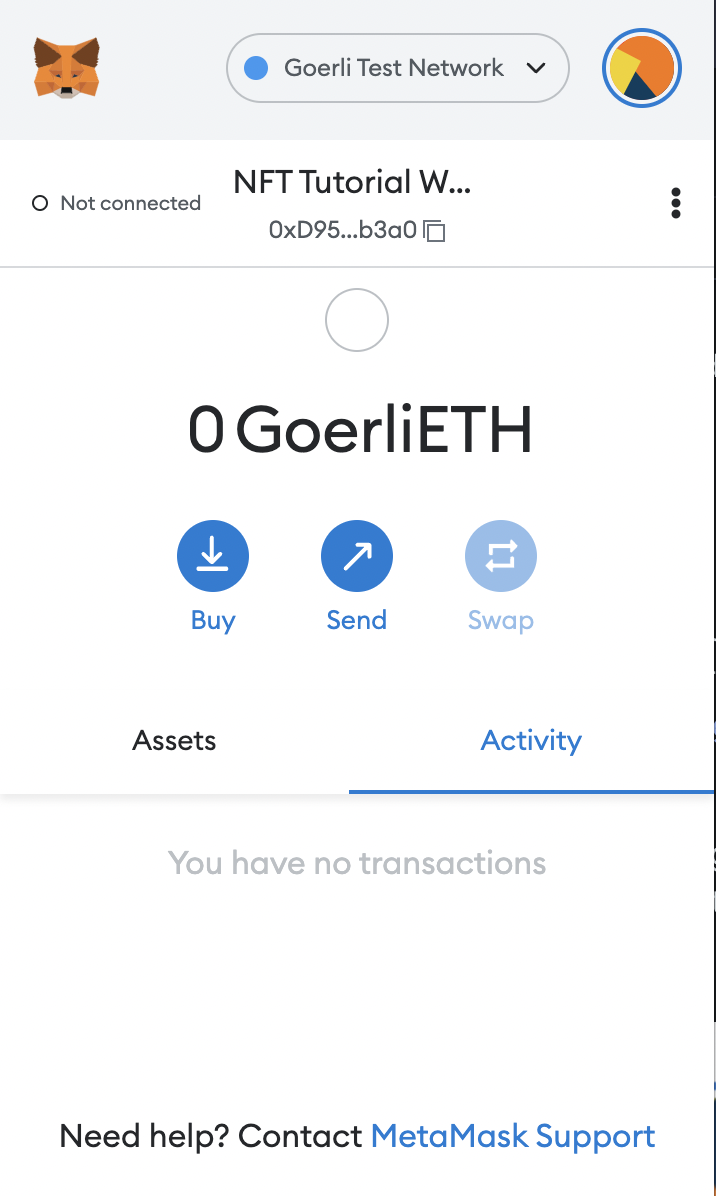 Goerli Test Network
Not connected
NFT Tutorial W...
0xD95...b3a0
0 GoerliETH
Buy Send Swap
Assets Activity
You have no transactions
Need help? Contact MetaMask Support